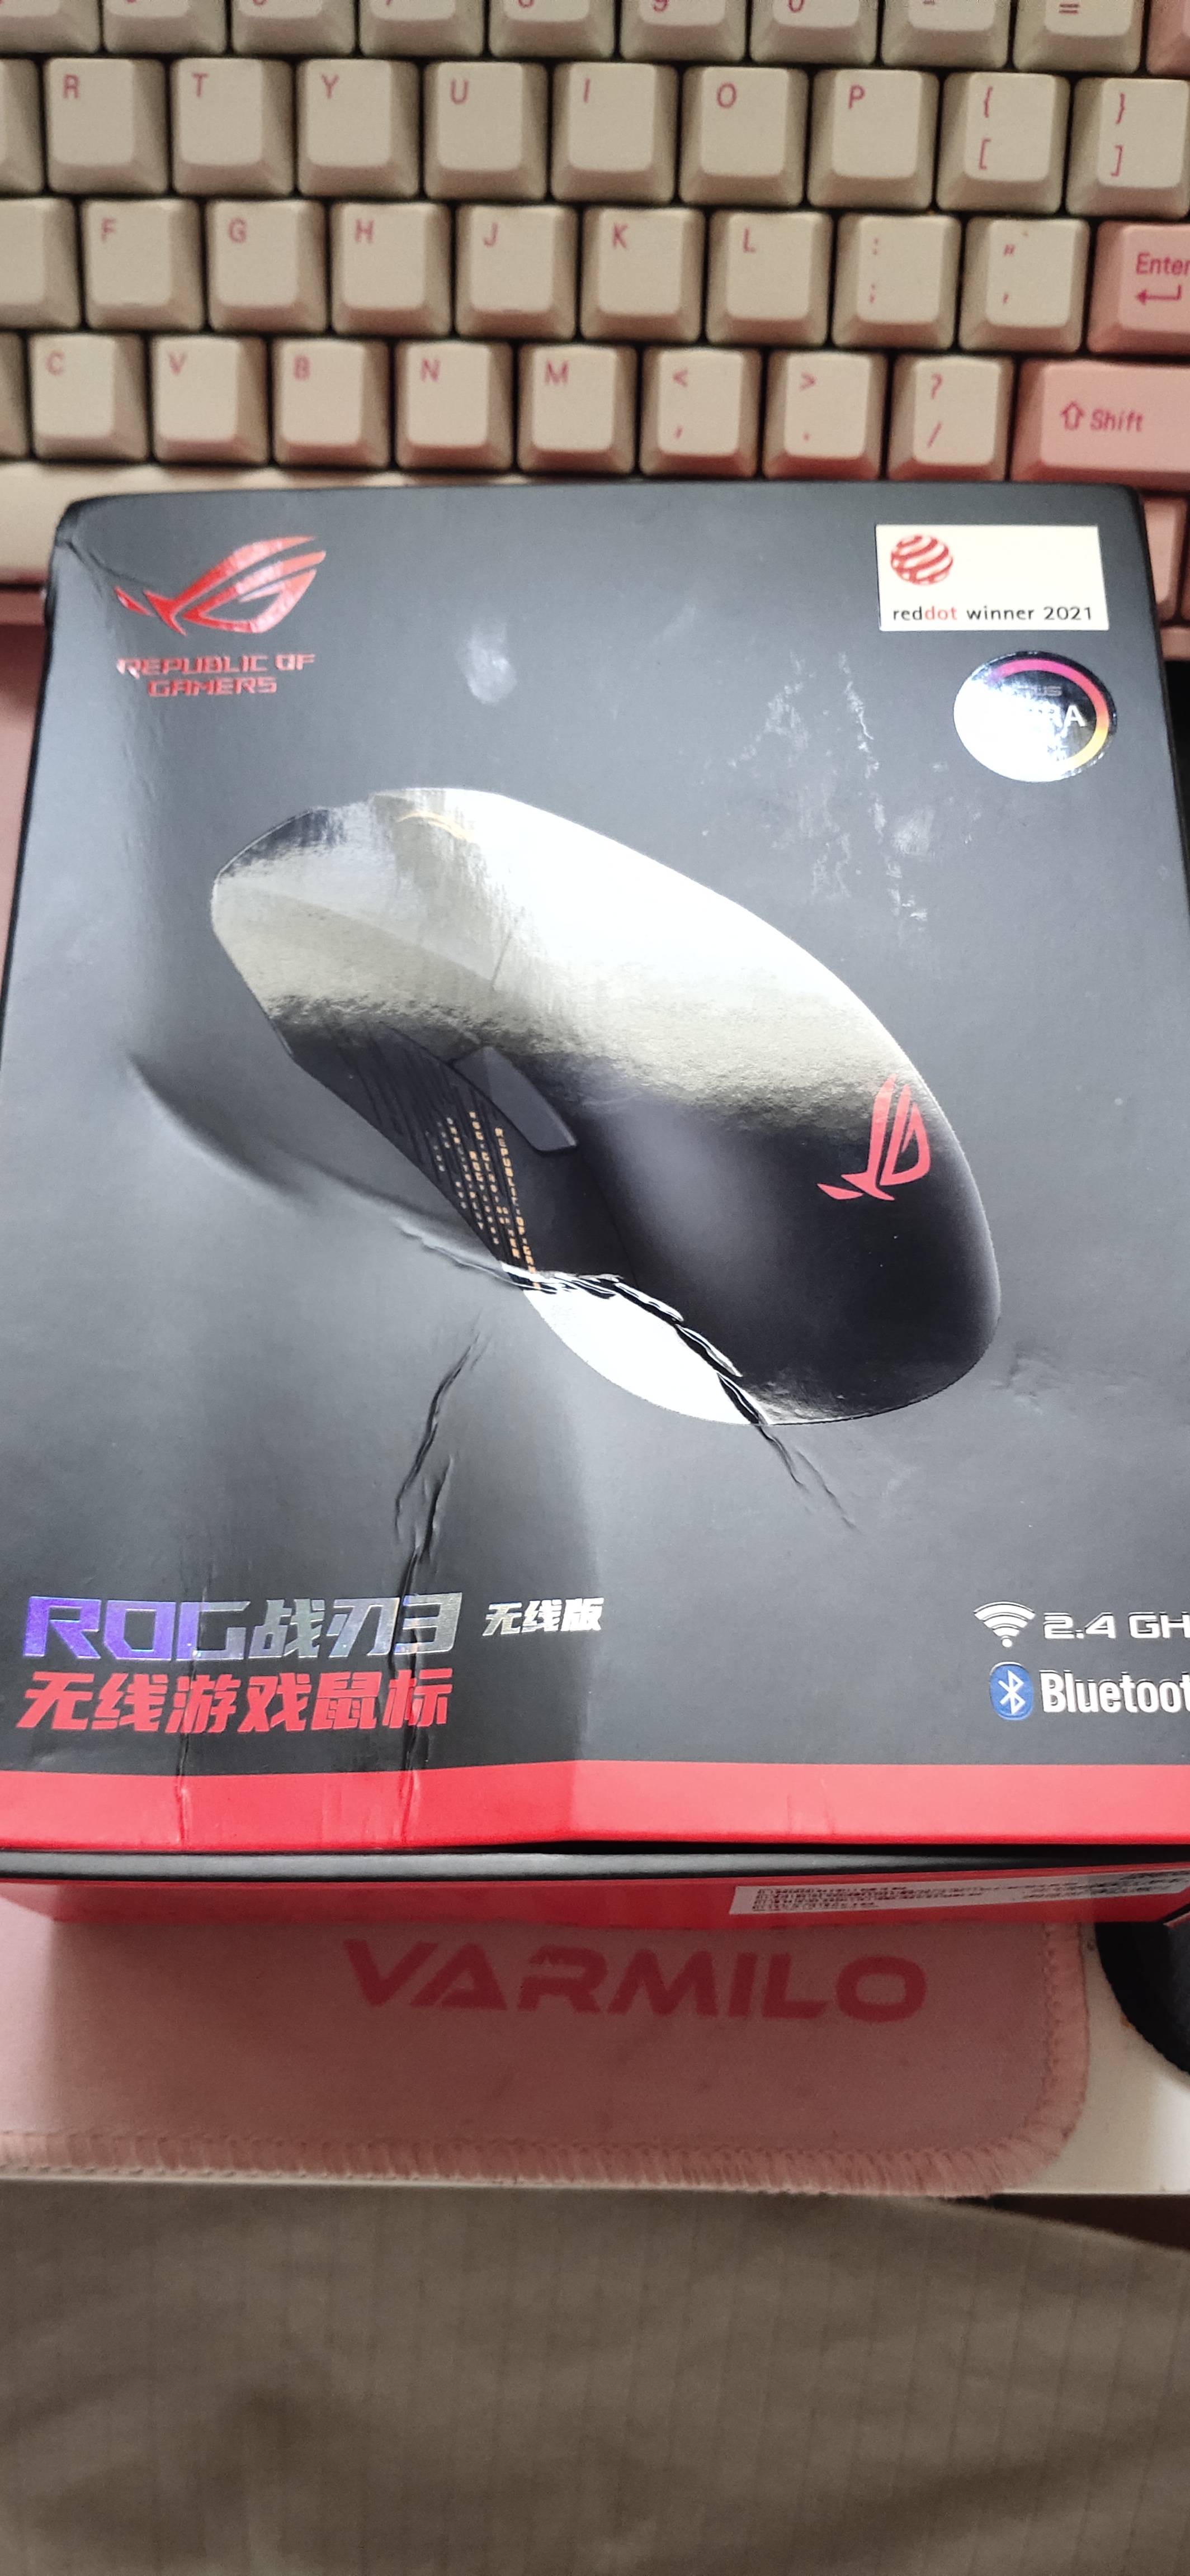 R T Y U I O P { [ } ]
F G H J K L : ; " ' Enter
C V B N M < , > . ? / Shift
REPUBLIC OF
GAMERS
reddot winner 2021
ROG战刃3 无线版
无线游戏鼠标
2.4 GH
Bluetoot
VARMILO